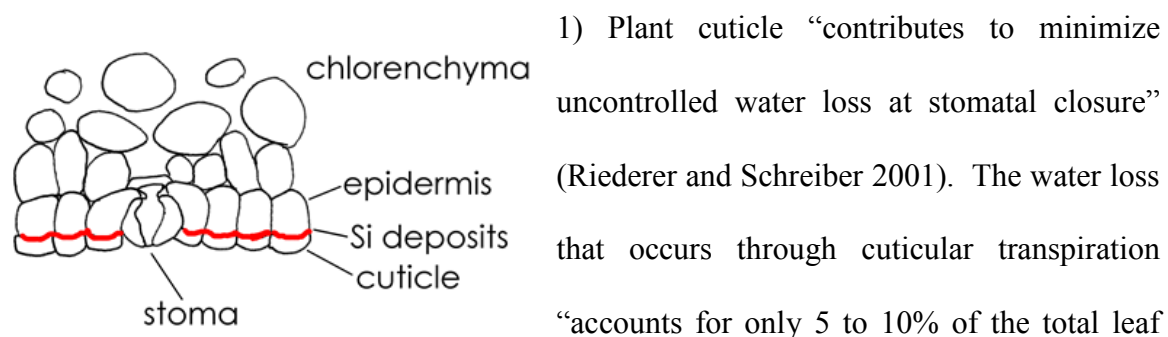 chlorenchyma
epidermis
Si deposits
cuticle
stoma
1) Plant cuticle “contributes to minimize
uncontrolled water loss at stomatal closure”
(Riederer and Schreiber 2001). The water loss
that occurs through cuticular transpiration
“accounts for only 5 to 10% of the total leaf